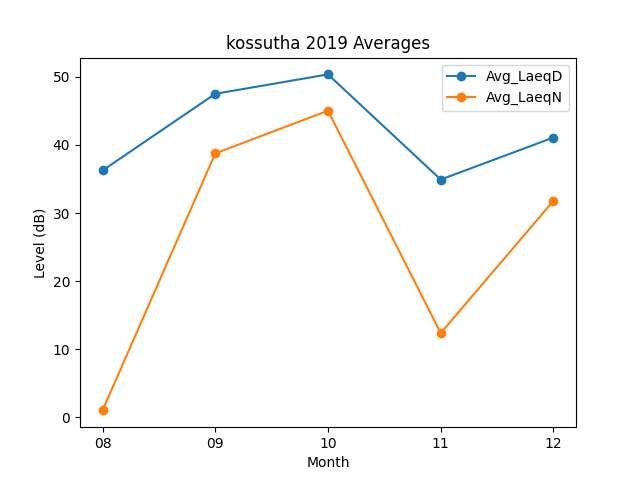 kossutha 2019 Averages
Avg_LaeqD
Avg_LaeqN
50
40
30
20
10
0
Level (dB)
08 09 10 11 12
Month